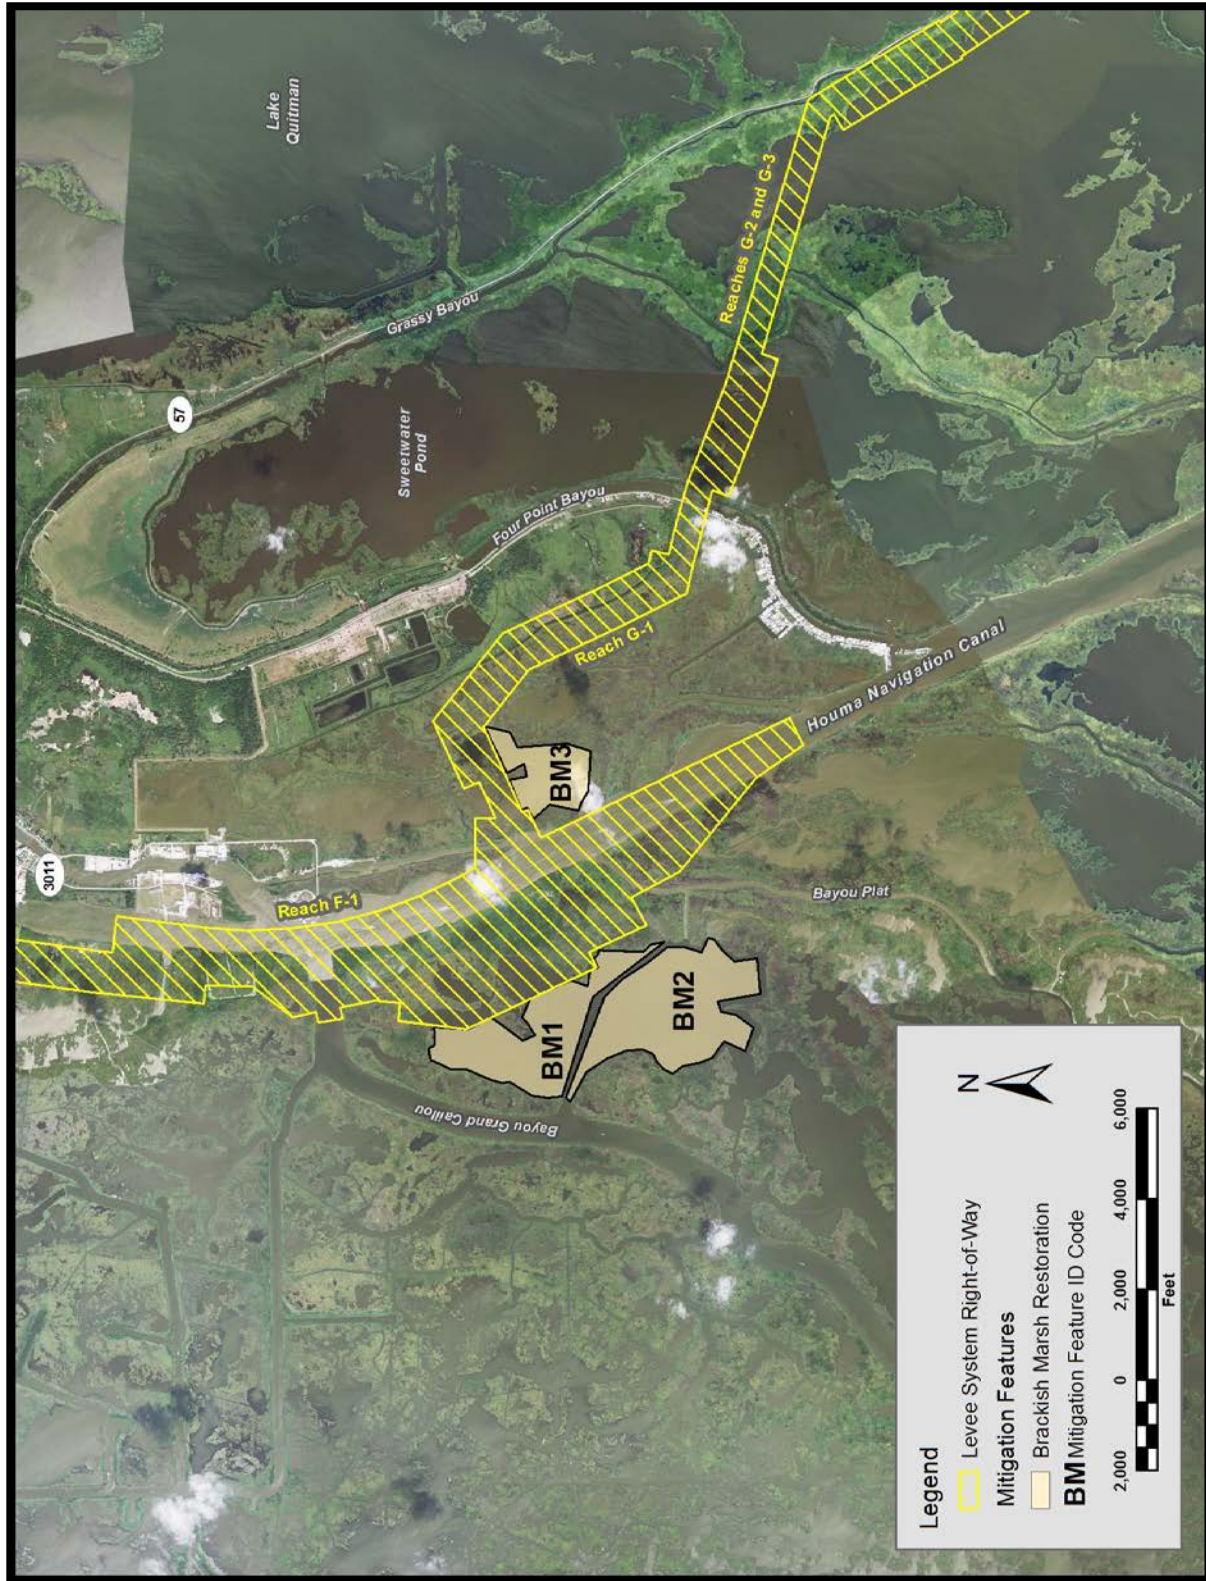 Lake
Quitman
57
Grassy Bayou
Sweetwater
Pond
Four Point Bayou
Reaches G-2 and G-3
Reach G-1
3011
Reach F-1
BM3
Houma Navigation Canal
Bayou Plat
BM1
BM2
Bayou Grand Caillou
Legend
Levee System Right-of-Way
Mitigation Features
Brackish Marsh Restoration
BM Mitigation Feature ID Code
N
2,000 0 2,000 4,000 6,000
Feet